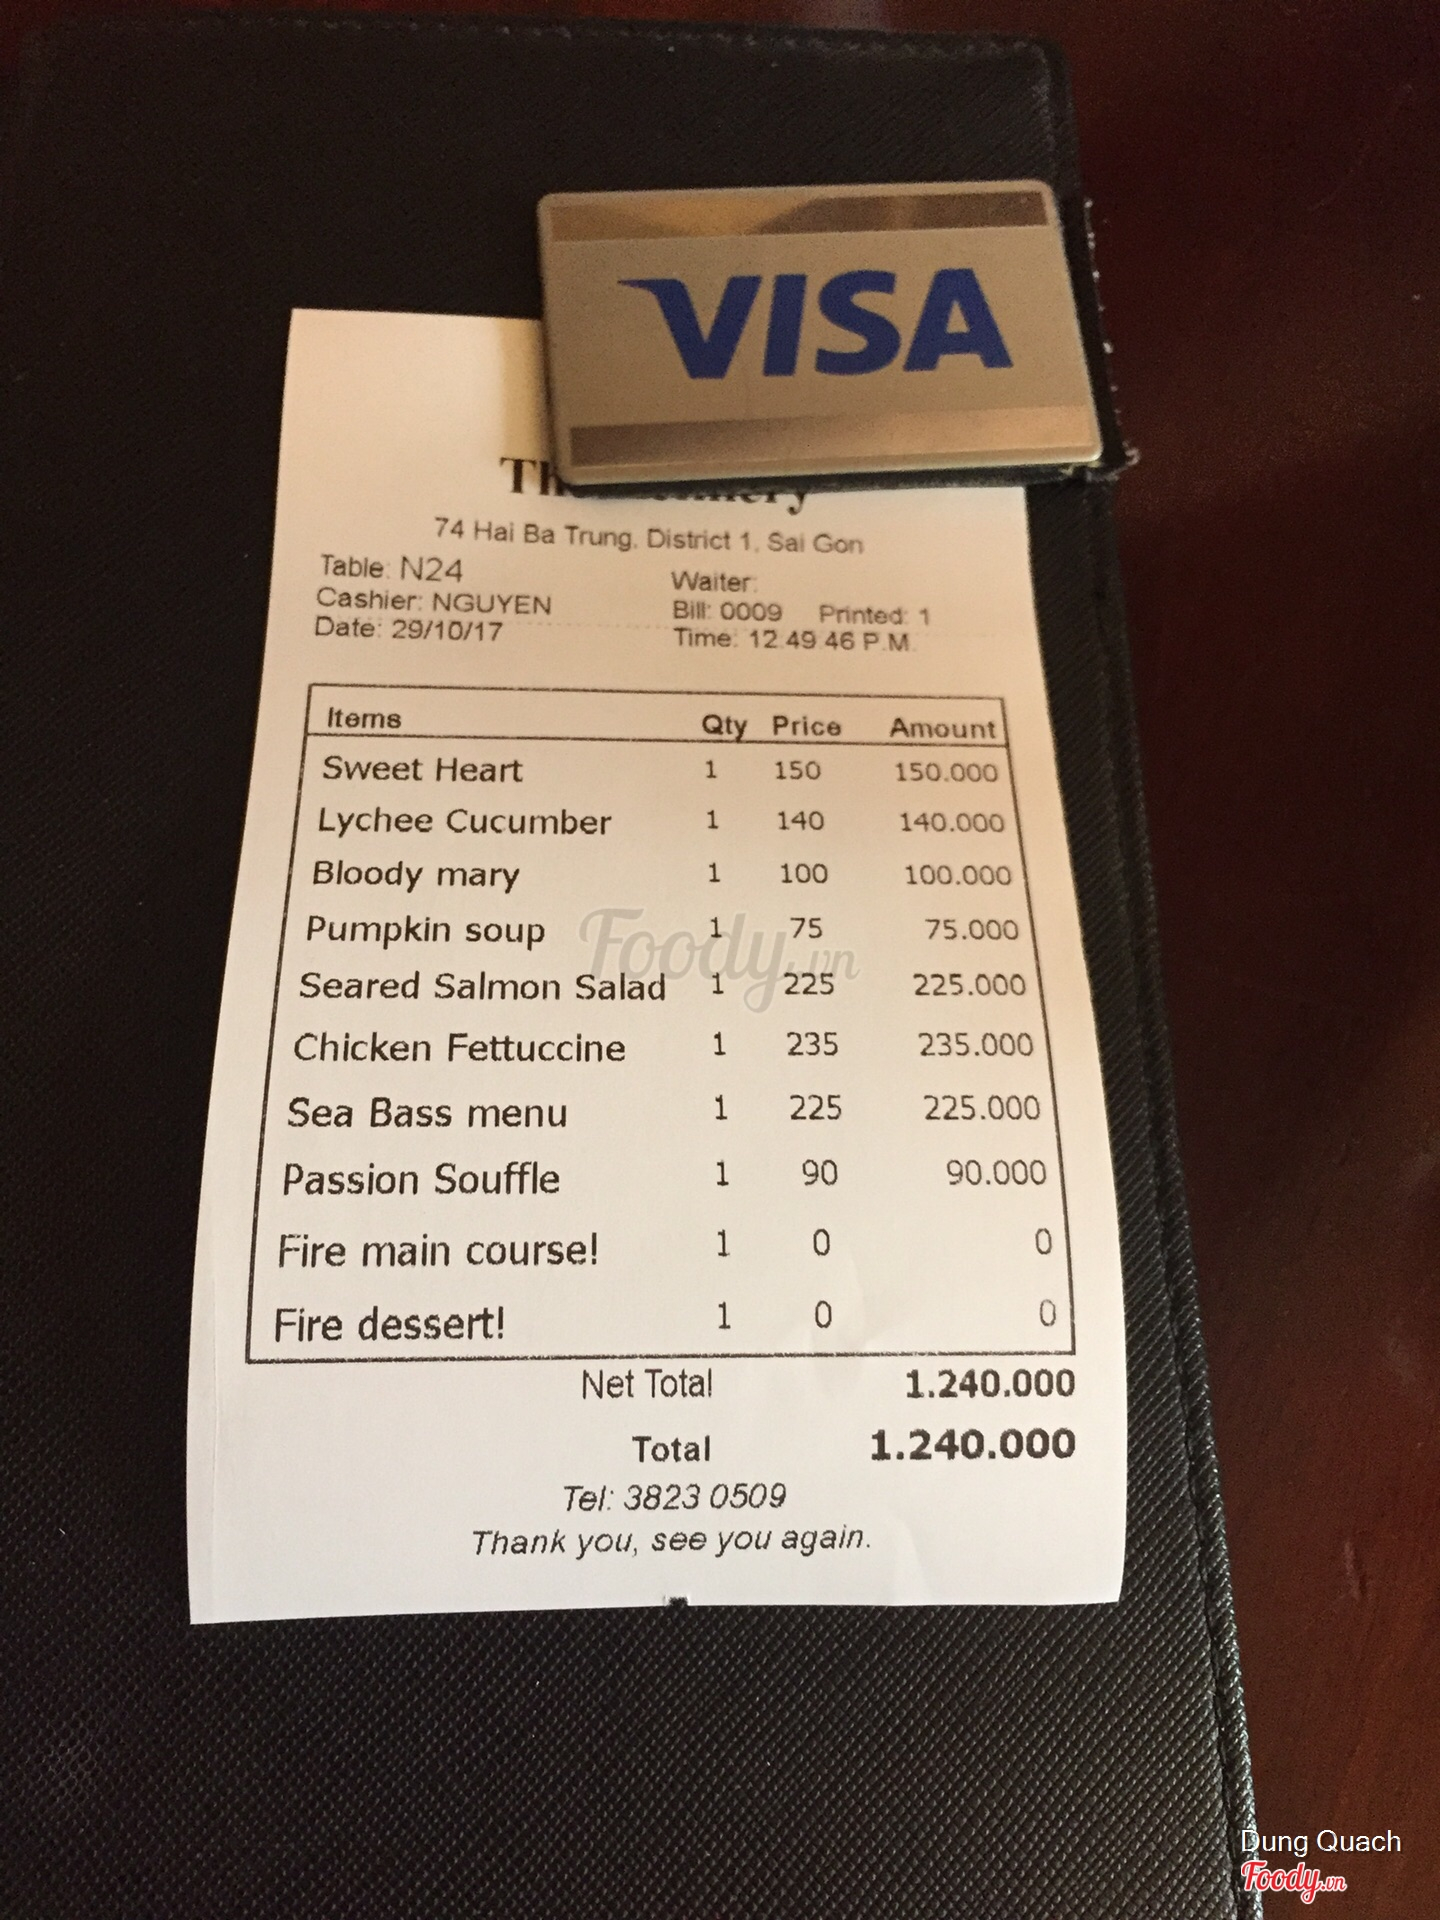 VISA
74 Hai Ba Trung, District 1, Sai Gon
Table: N24 Waiter:
Cashier: NGUYEN Bill: 0009 Printed: 1
Date: 29/10/17 Time: 12.49.46 P.M.
Items Qty Price Amount
Sweet Heart 1 150 150.000
Lychee Cucumber 1 140 140.000
Bloody mary 1 100 100.000
Pumpkin soup 1 75 75.000
Seared Salmon Salad 1 225 225.000
Chicken Fettuccine 1 235 235.000
Sea Bass menu 1 225 225.000
Passion Souffle 1 90 90.000
Fire main course! 1 0 0
Fire dessert! 1 0 0
Net Total 1.240.000
Total 1.240.000
Tel: 3823 0509
Thank you, see you again.
Foody.vn
Dung Quach
Foody.vn